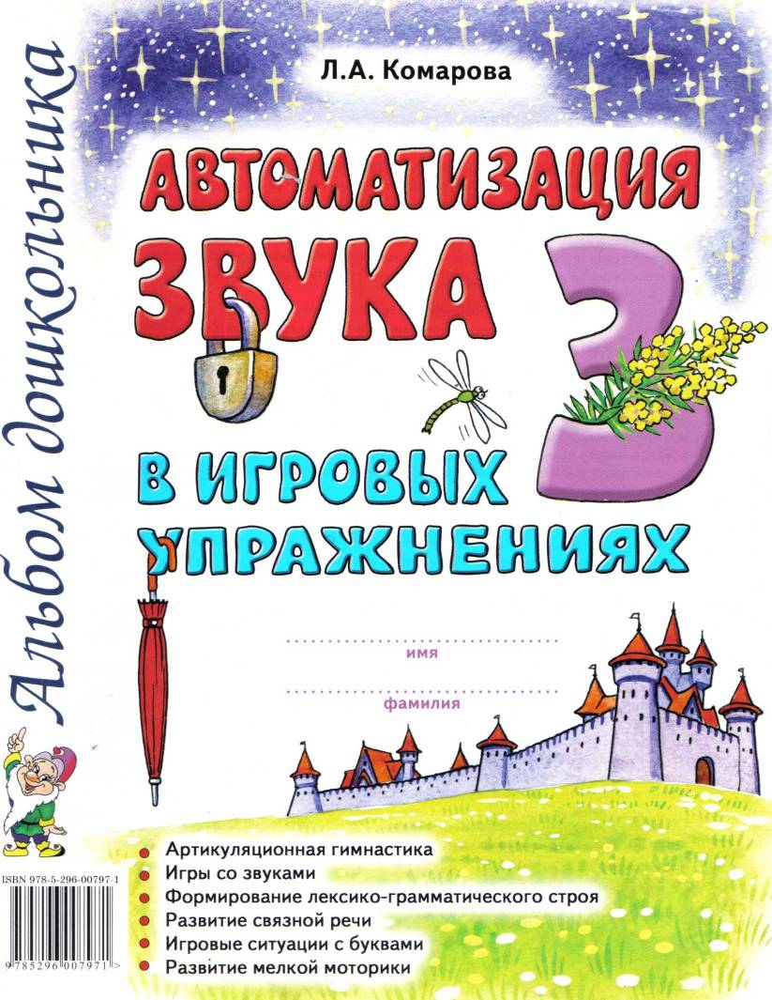 Л.А. Комарова
Альбом дошкольника
АВТОМАТИЗАЦИЯ
ЗВУКА З
В ИГРОВЫХ
УПРАЖНЕНИЯХ
имя
фамилия
• Артикуляционная гимнастика
• Игры со звуками
• Формирование лексико-грамматического строя
• Развитие связной речи
• Игровые ситуации с буквами
• Развитие мелкой моторики
ISBN 978-5-296-00797-1
9 785296 007971 >